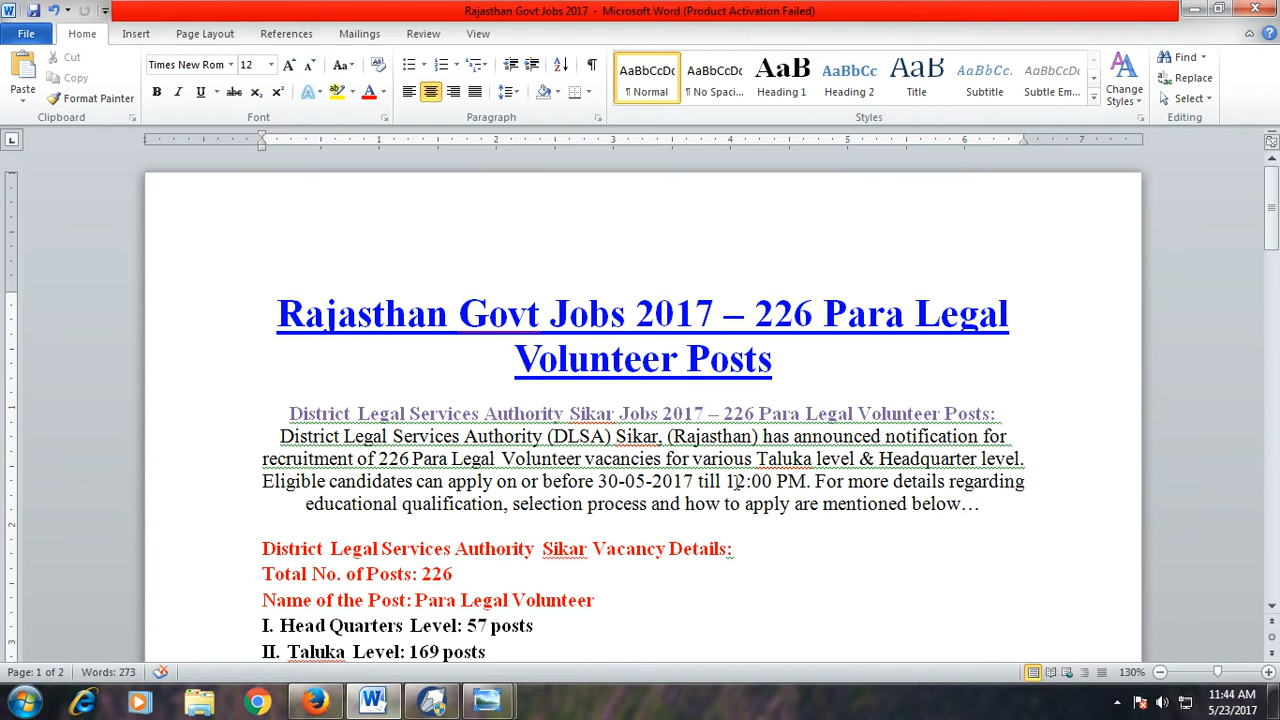 Rajasthan Govt Jobs 2017 - Microsoft Word (Product Activation Failed)
File Home Insert Page Layout References Mailings Review View
Paste
Cut
Copy
Format Painter
Clipboard
Times New Rom 12
Font
Paragraph
AaBbCcDc AaBbCcDc AaB AaBbCc AaB AaBbCc. AaBbCcDc
¶ Normal ¶ No Spaci... Heading 1 Heading 2 Title Subtitle Subtle Em...
Styles
Change Styles
Find
Replace
Select
Editing
1 2 3 4 5 6 7
Rajasthan Govt Jobs 2017 – 226 Para Legal
Volunteer Posts
District Legal Services Authority Sikar Jobs 2017 – 226 Para Legal Volunteer Posts:
District Legal Services Authority (DLSA) Sikar, (Rajasthan) has announced notification for
recruitment of 226 Para Legal Volunteer vacancies for various Taluka level & Headquarter level.
Eligible candidates can apply on or before 30-05-2017 till 12:00 PM. For more details regarding
educational qualification, selection process and how to apply are mentioned below…
District Legal Services Authority Sikar Vacancy Details:
Total No. of Posts: 226
Name of the Post: Para Legal Volunteer
I. Head Quarters Level: 57 posts
II. Taluka Level: 169 posts
Page: 1 of 2 Words: 273 130%
11:44 AM
5/23/2017